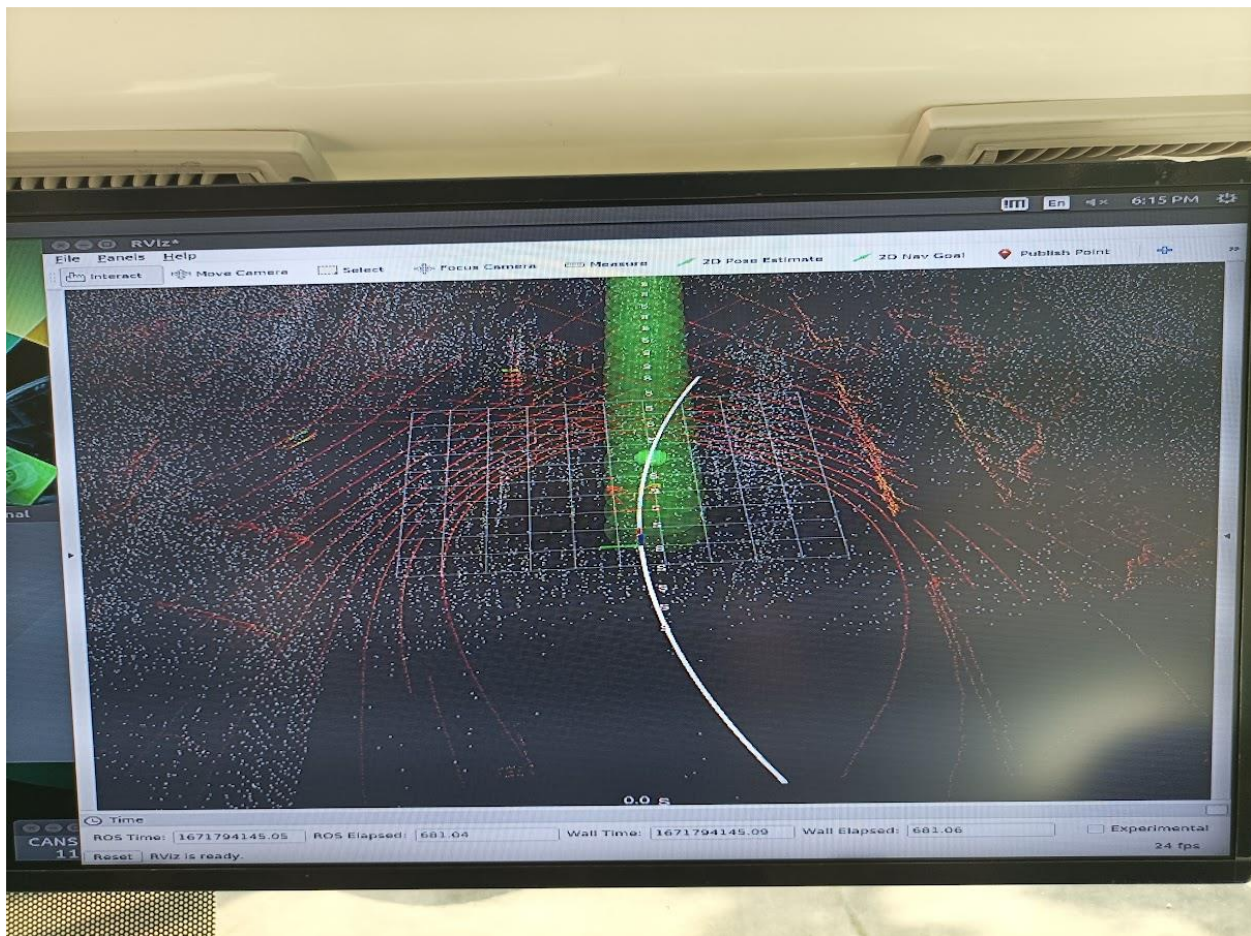 !m En 6:15 PM
RViz*
File Panels Help
Interact Move Camera Select Focus Camera Measure 2D Pose Estimate 2D Nav Goal Publish Point
nal
0.0 s
Time
ROS Time: 1671794145.05 ROS Elapsed: 681.04 Wall Time: 1671794145.09 Wall Elapsed: 681.06 Experimental
CANS
11
Reset RViz is ready. 24 fps